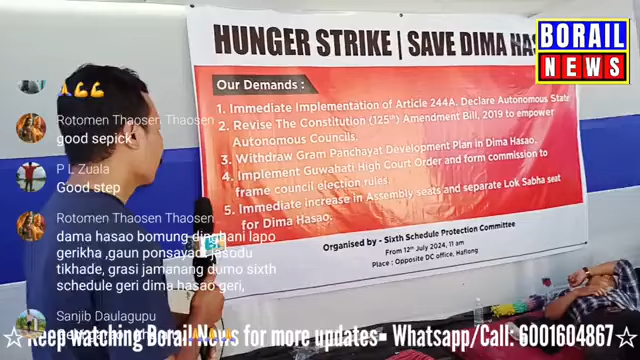 HUNGER STRIKE | SAVE DIMA HAS
BORAIL
NEWS
Our Demands :
1. Immediate Implementation of Article 244A. Declare Autonomous State
2. Revise The Constitution (125th) Amendment Bill, 2019 to empower
Autonomous Councils.
3. Withdraw Gram Panchayat Development Plan in Dima Hasao.
4. Implement Guwahati High Court Order and form commission to
frame council election rules.
5. Immediate increase in Assembly seats and separate Lok Sabha seat
for Dima Hasao.
Organised by - Sixth Schedule Protection Committee
From 12th July 2024, 11 am
Place : Opposite DC office, Haflong
Rotomen Thaosen Thaosen
good sepick
P L Zuala
Good step
Rotomen Thaosen Thaosen
dama hasao bomung dinghani lapo
gerikha ,gaun ponsayadi jasodu
tikhade, grasi jamanang dumo sixth
schedule geri dima hasao geri,
Sanjib Daulagupu
☆ Keep watching Borail News for more updates- Whatsapp/Call: 6001604867 ☆